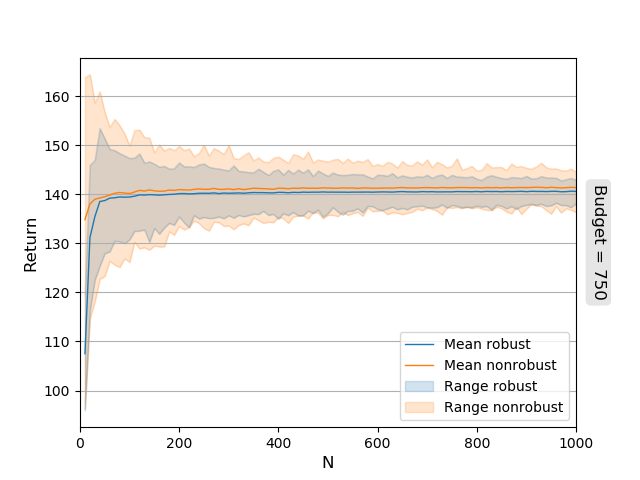 160
150
140
130
120
110
100
Return
0
200
400
600
800
1000
N
Mean robust
Mean nonrobust
Range robust
Range nonrobust
Budget = 750